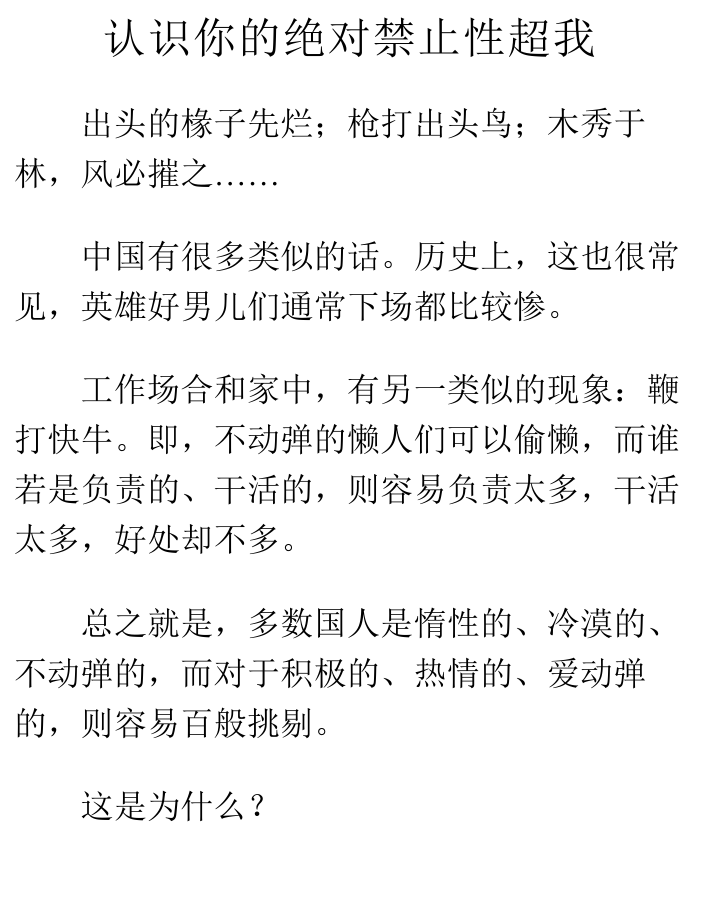 认识你的绝对禁止性超我
出头的椽子先烂；枪打出头鸟；木秀于
林，风必摧之……
中国有很多类似的话。历史上，这也很常
见，英雄好男儿们通常下场都比较惨。
工作场合和家中，有另一类似的现象：鞭
打快牛。即，不动弹的懒人们可以偷懒，而谁
若是负责的、干活的，则容易负责太多，干活
太多，好处却不多。
总之就是，多数国人是惰性的、冷漠的、
不动弹的，而对于积极的、热情的、爱动弹
的，则容易百般挑剔。
这是为什么？